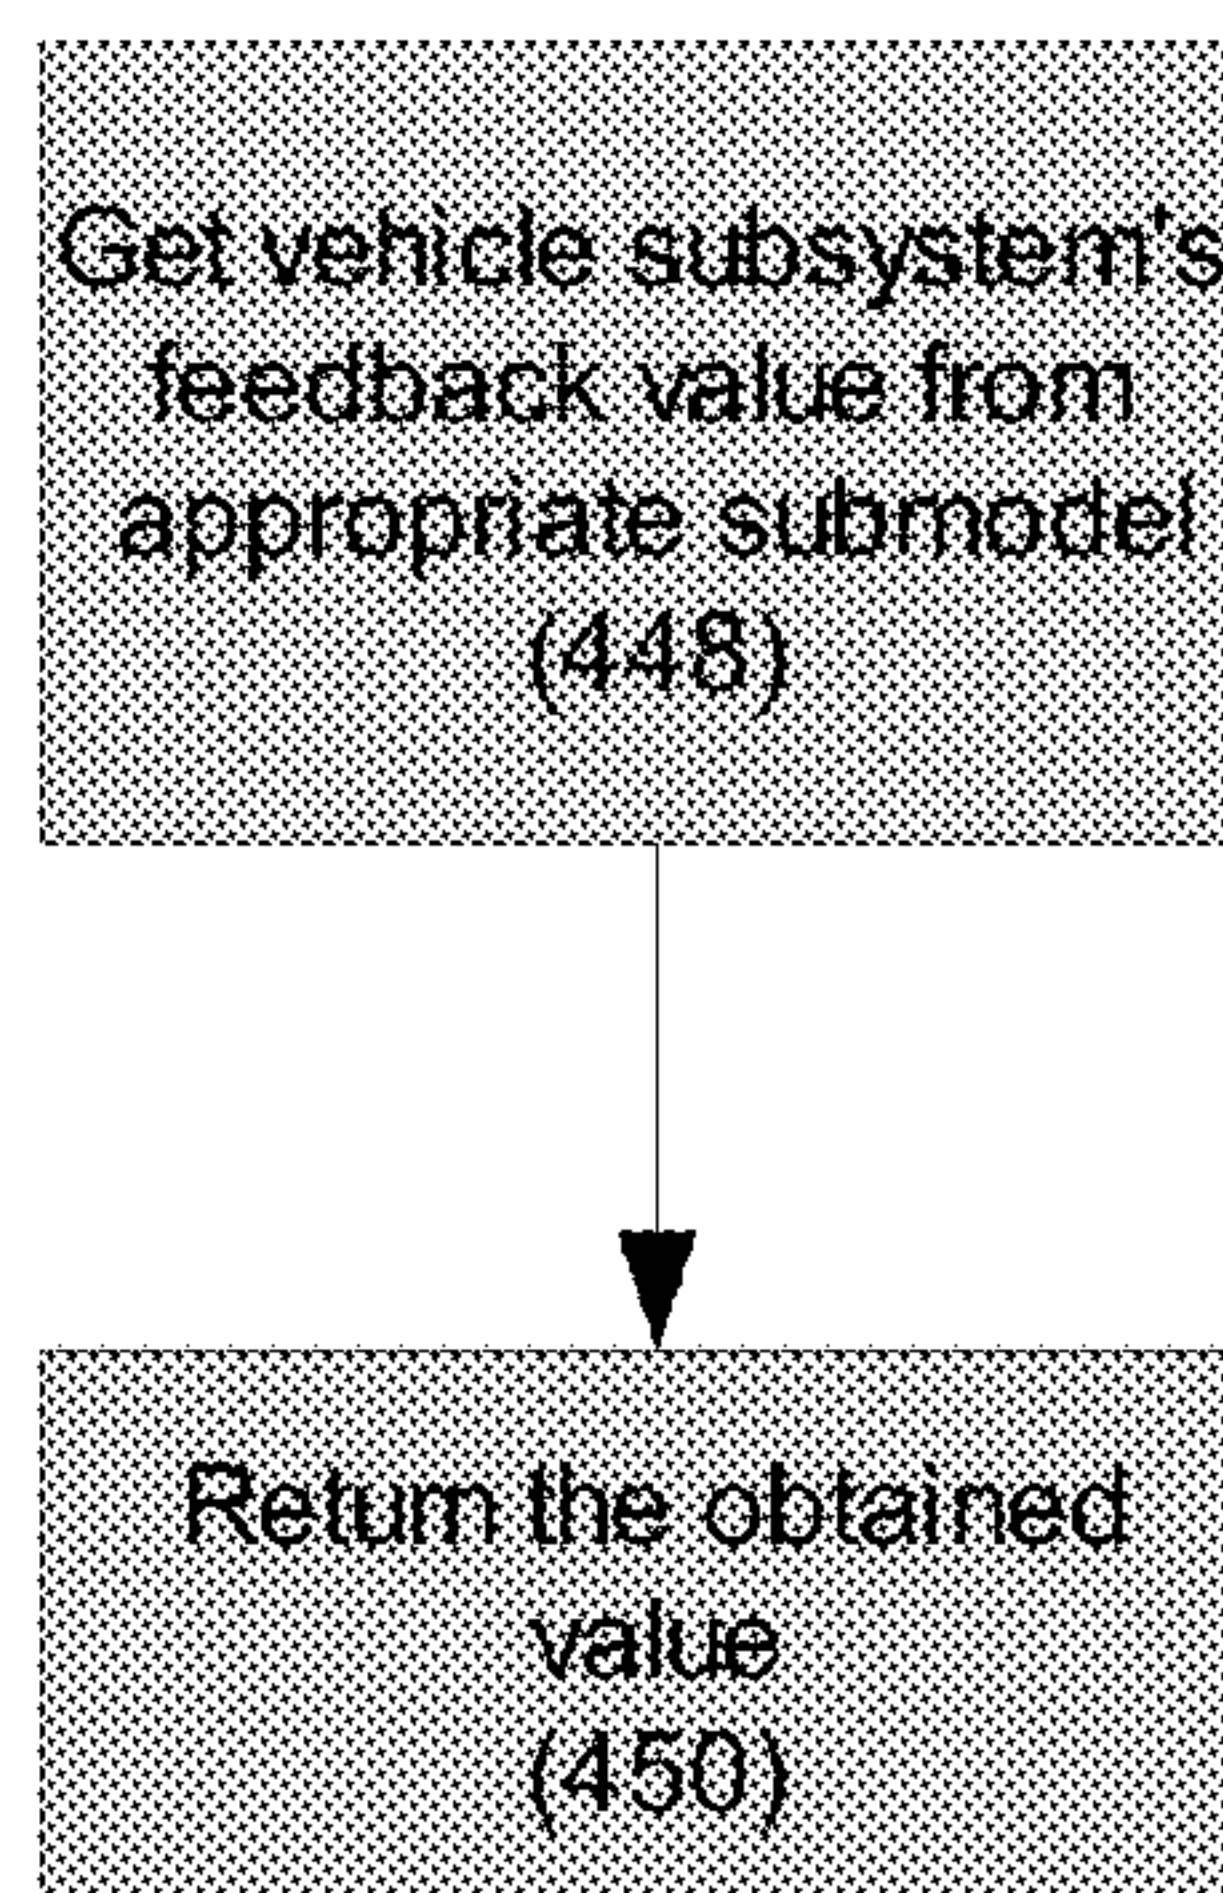 Get vehicle subsystem's
feedback value from
appropriate submodel
(448)
Return the obtained
value
(450)